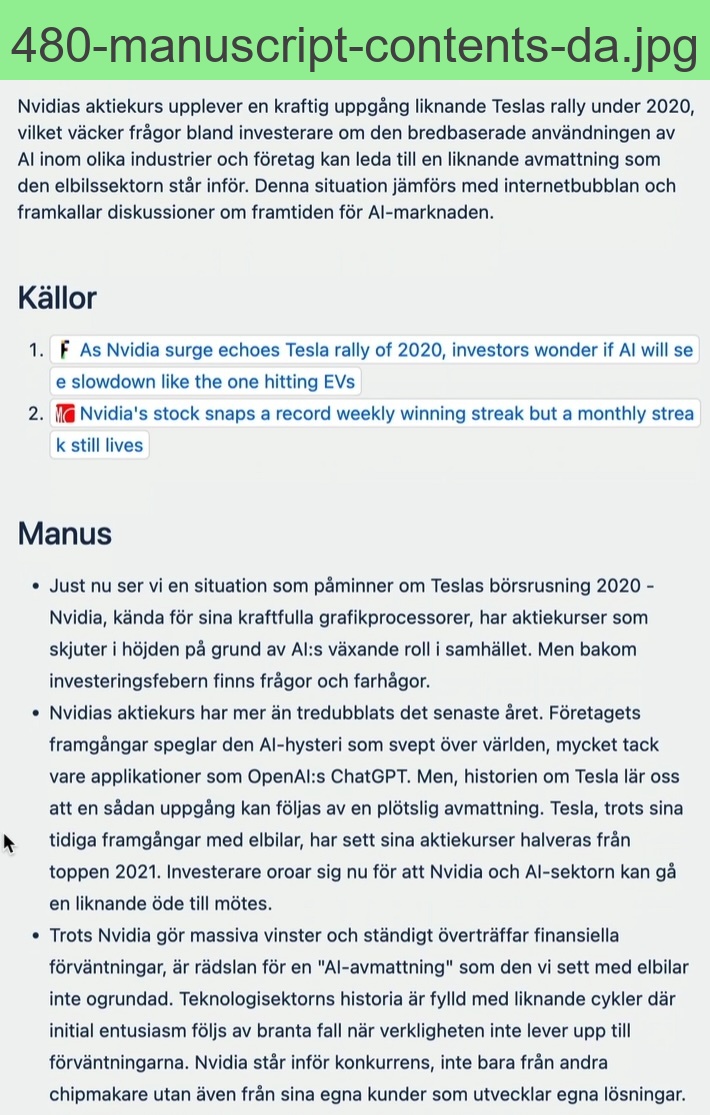 480-manuscript-contents-da.jpg
Nvidias aktiekurs upplever en kraftig uppgång liknande Teslas rally under 2020,
vilket väcker frågor bland investerare om den bredbaserade användningen av
AI inom olika industrier och företag kan leda till en liknande avmattning som
den elbilssektorn står inför. Denna situation jämförs med internetbubblan och
framkallar diskussioner om framtiden för AI-marknaden.
Källor
1. F As Nvidia surge echoes Tesla rally of 2020, investors wonder if AI will se
e slowdown like the one hitting EVs
2. MC Nvidia's stock snaps a record weekly winning streak but a monthly strea
k still lives
Manus
• Just nu ser vi en situation som påminner om Teslas börsrusning 2020 -
Nvidia, kända för sina kraftfulla grafikprocessorer, har aktiekurser som
skjuter i höjden på grund av AI:s växande roll i samhället. Men bakom
investeringsfebern finns frågor och farhågor.
• Nvidias aktiekurs har mer än tredubblats det senaste året. Företagets
framgångar speglar den AI-hysteri som svept över världen, mycket tack
vare applikationer som OpenAI:s ChatGPT. Men, historien om Tesla lär oss
att en sådan uppgång kan följas av en plötslig avmattning. Tesla, trots sina
tidiga framgångar med elbilar, har sett sina aktiekurser halveras från
toppen 2021. Investerare oroar sig nu för att Nvidia och AI-sektorn kan gå
en liknande öde till mötes.
• Trots Nvidia gör massiva vinster och ständigt överträffar finansiella
förväntningar, är rädslan för en "AI-avmattning" som den vi sett med elbilar
inte ogrundad. Teknologisektorns historia är fylld med liknande cykler där
initial entusiasm följs av branta fall när verkligheten inte lever upp till
förväntningarna. Nvidia står inför konkurrens, inte bara från andra
chipmakare utan även från sina egna kunder som utvecklar egna lösningar.